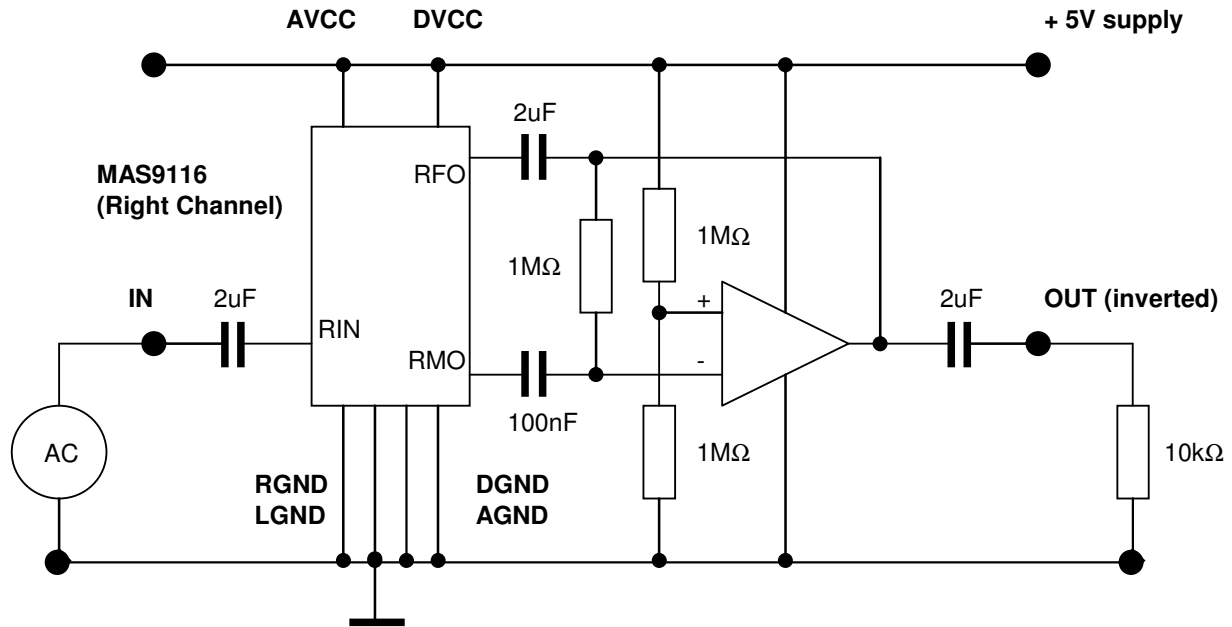 AVCC DVCC + 5V supply
2uF
MAS9116
(Right Channel)
RFO
1MΩ
1MΩ
IN 2uF
RIN
+
2uF OUT (inverted)
RMO
-
100nF
AC
1MΩ
10kΩ
RGND DGND
LGND AGND